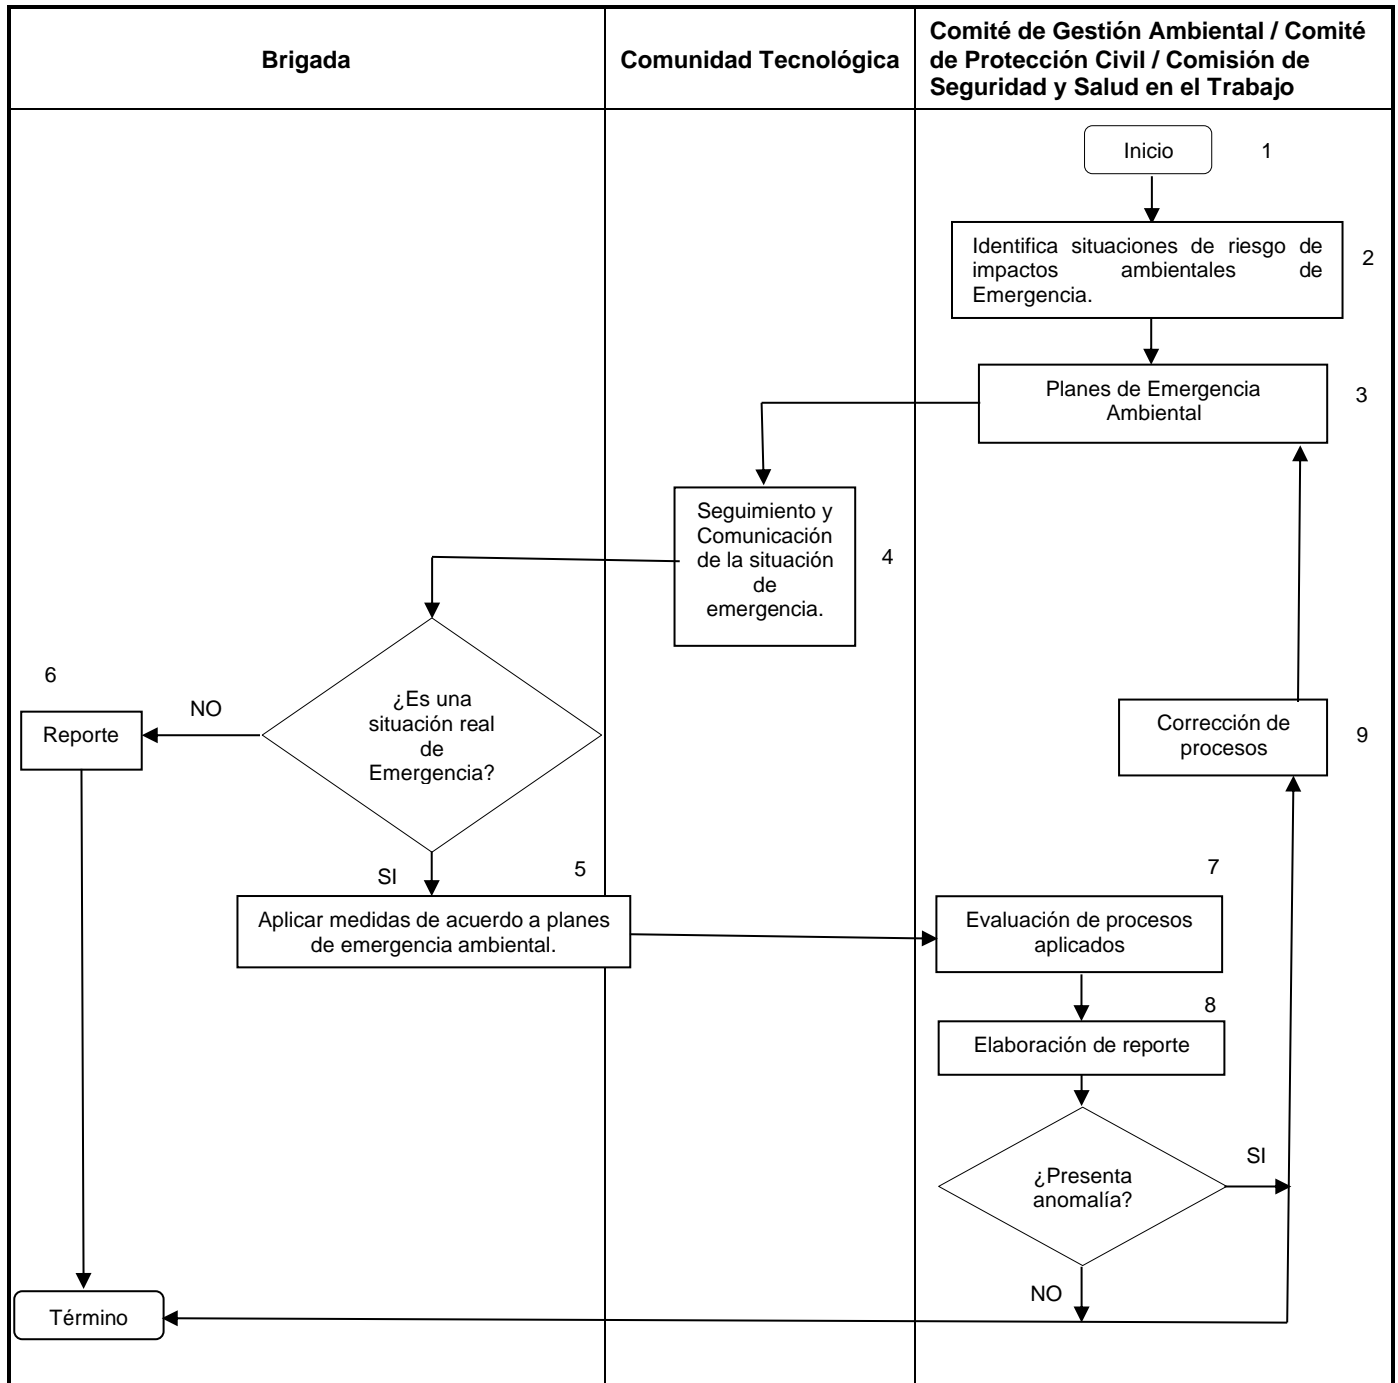 Brigada
Comunidad Tecnológica
Comité de Gestión Ambiental / Comité
de Protección Civil / Comisión de
Seguridad y Salud en el Trabajo
Inicio
1
Identifica situaciones de riesgo de
impactos ambientales de
Emergencia.
2
Planes de Emergencia
Ambiental
3
Seguimiento y
Comunicación
de la situación
de
emergencia.
4
¿Es una
situación real
de
Emergencia?
NO
6
Reporte
SI
5
Aplicar medidas de acuerdo a planes
de emergencia ambiental.
7
Evaluación de procesos
aplicados
8
Elaboración de reporte
¿Presenta
anomalía?
SI
NO
Corrección de
procesos
9
Término